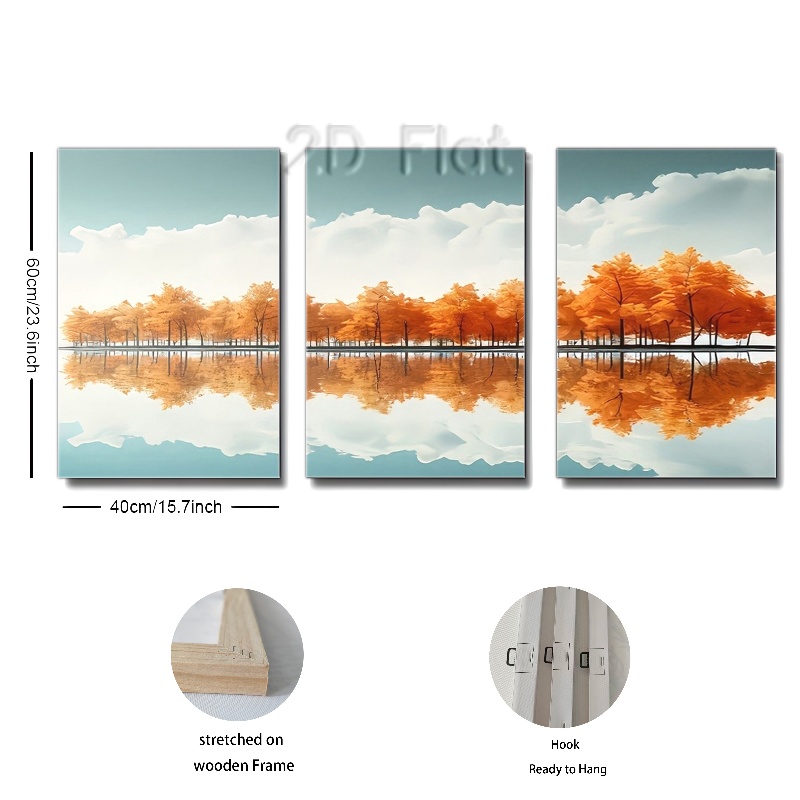 2D Flat
60cm/23.6inch
40cm/15.7inch
stretched on
wooden Frame
Hook
Ready to Hang